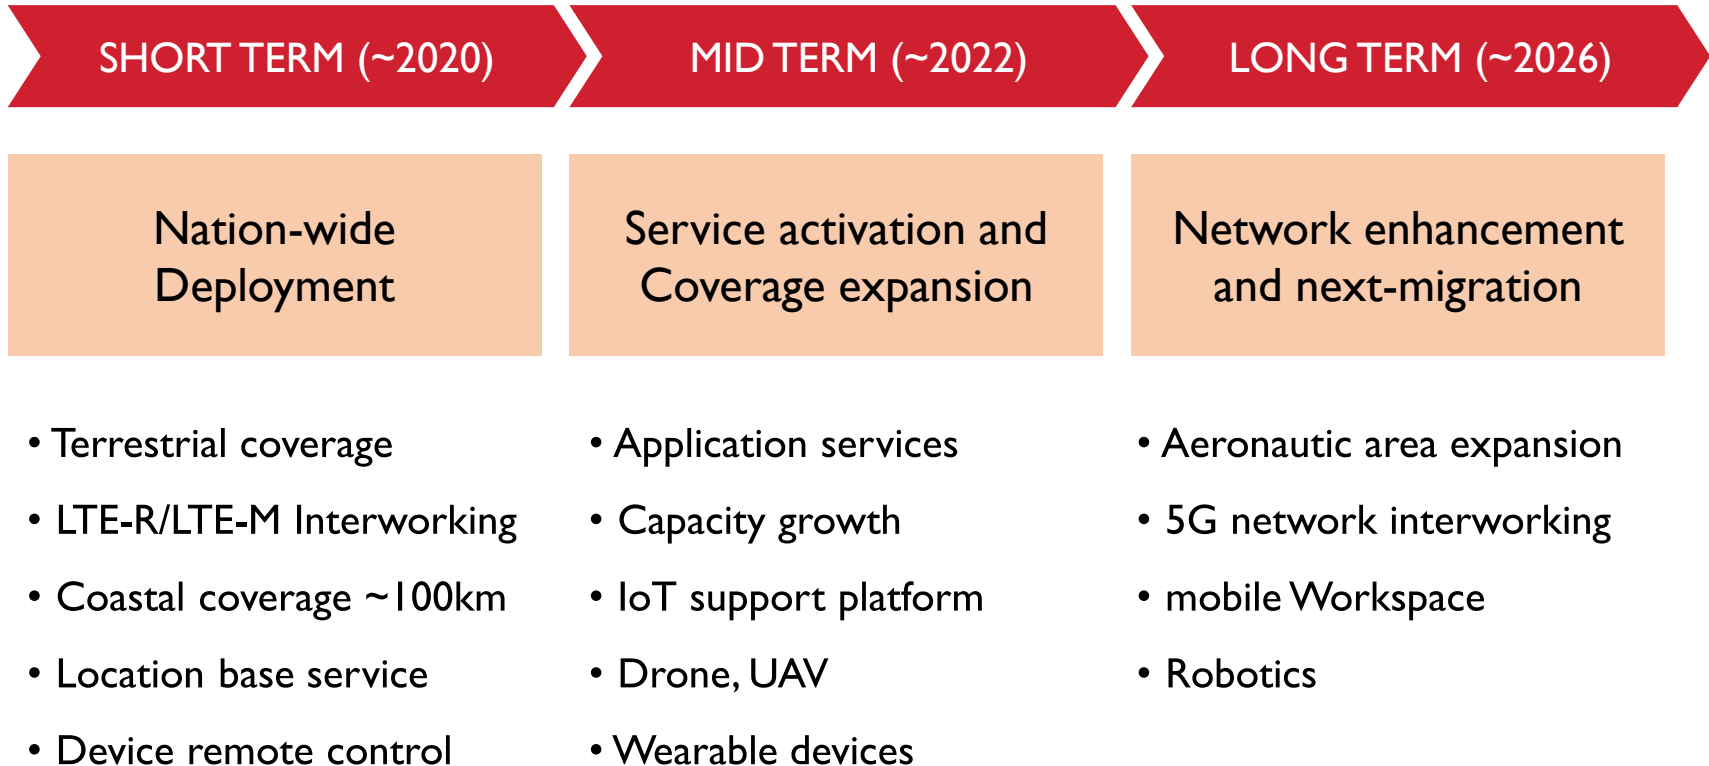 SHORT TERM (~2020)
MID TERM (~2022)
LONG TERM (~2026)
Nation-wide
Deployment
Service activation and
Coverage expansion
Network enhancement
and next-migration
• Terrestrial coverage
• LTE-R/LTE-M Interworking
• Coastal coverage ~100km
• Location base service
• Device remote control
• Application services
• Capacity growth
• IoT support platform
• Drone, UAV
• Wearable devices
• Aeronautic area expansion
• 5G network interworking
• mobile Workspace
• Robotics